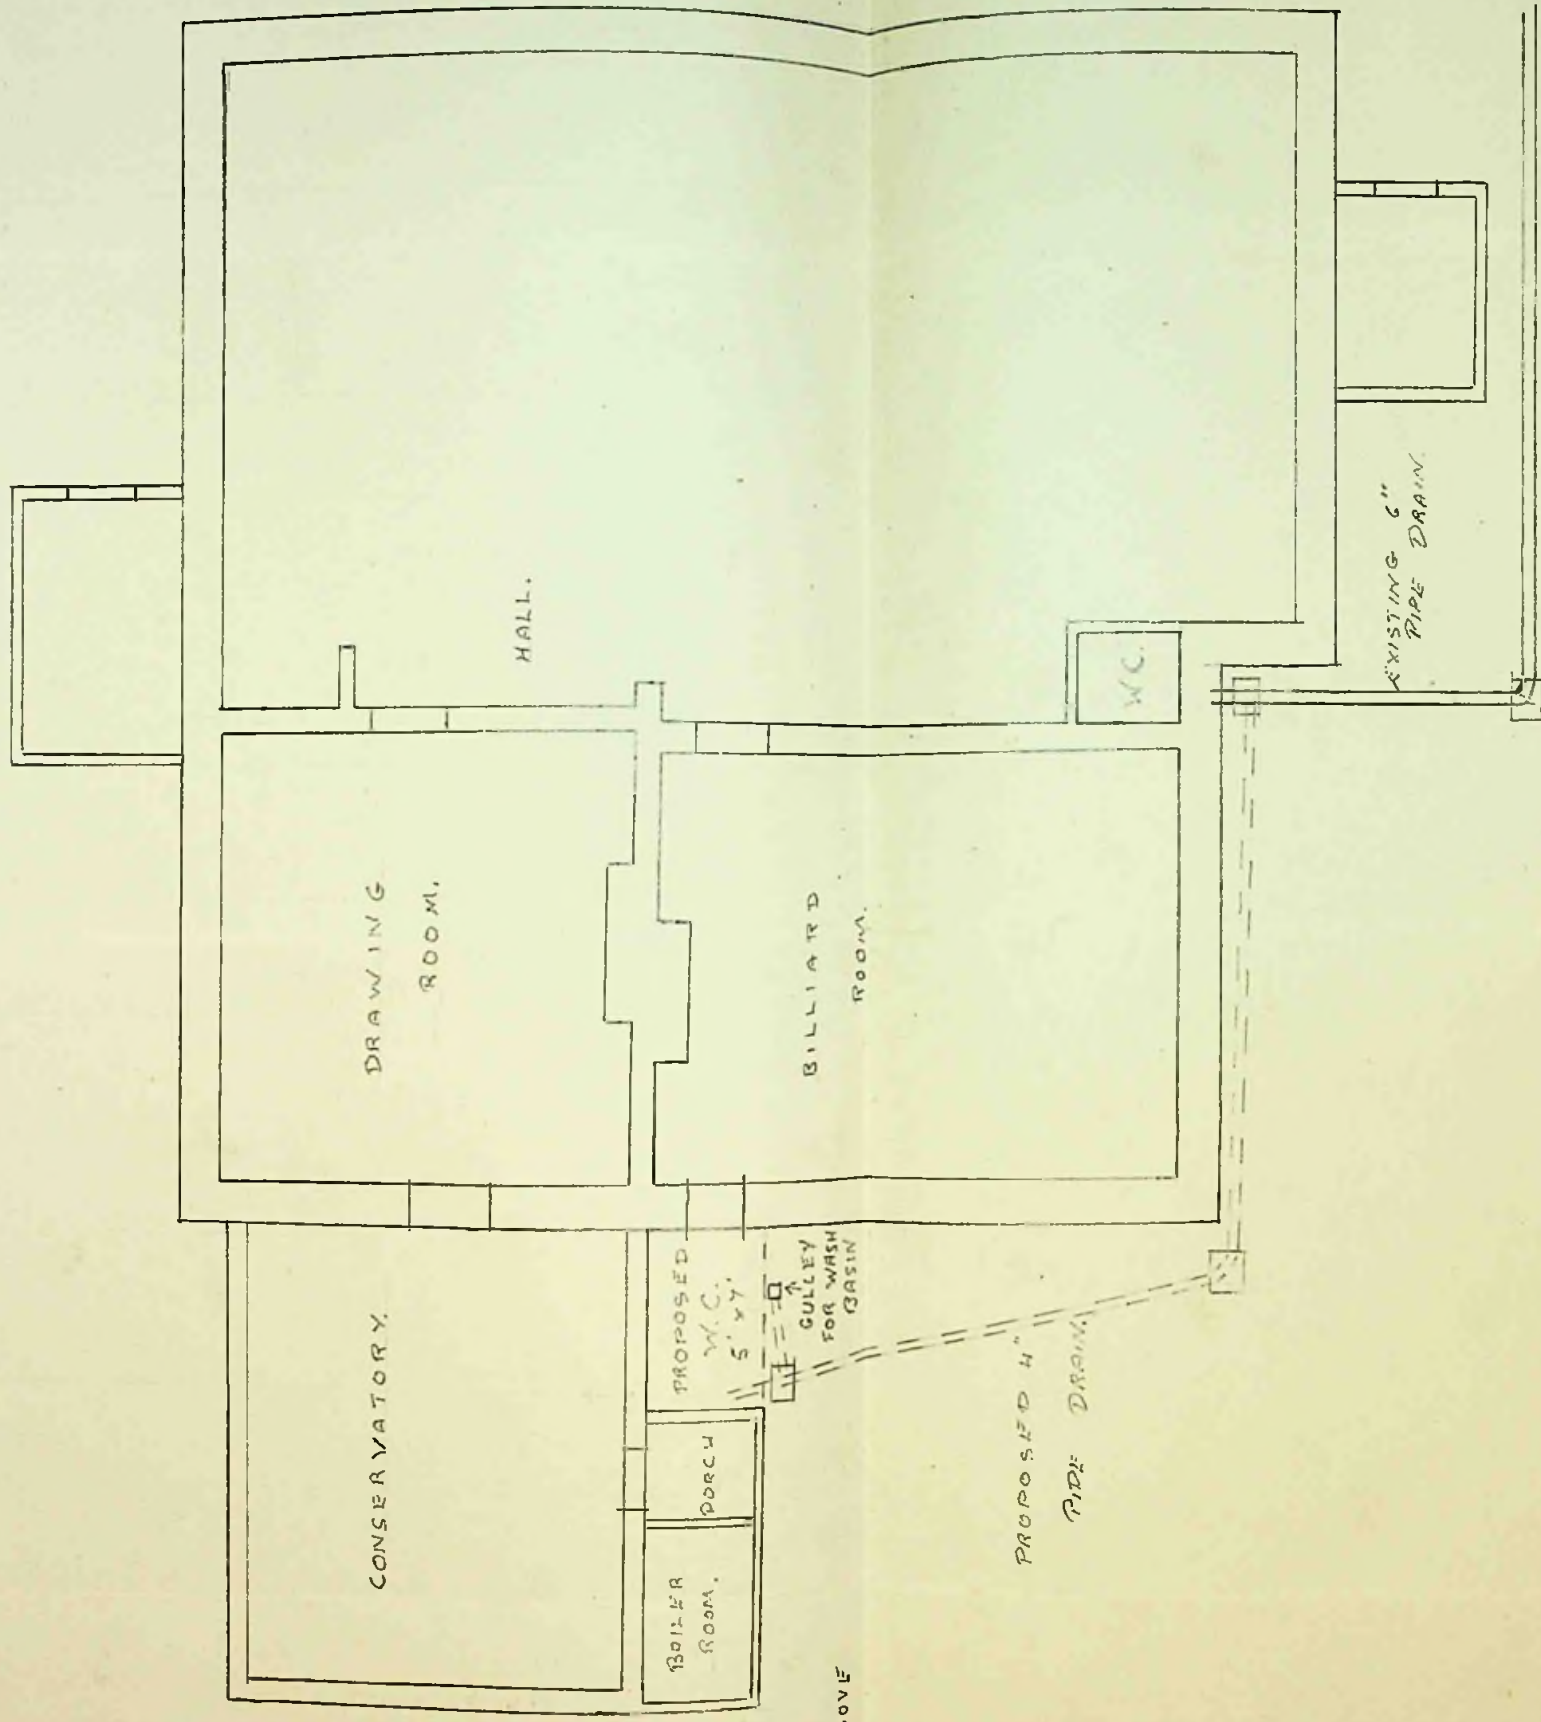 CONSERVATORY.
DRAWING
ROOM.
HALL.
BOILER
ROOM.
PORCH
PROPOSED
W.C.
5' x 4'
GULLEY
FOR WASH
BASIN
BILLIARD
ROOM.
W.C.
PROPOSED 4"
PIPE DRAIN.
EXISTING 6"
PIPE DRAIN.